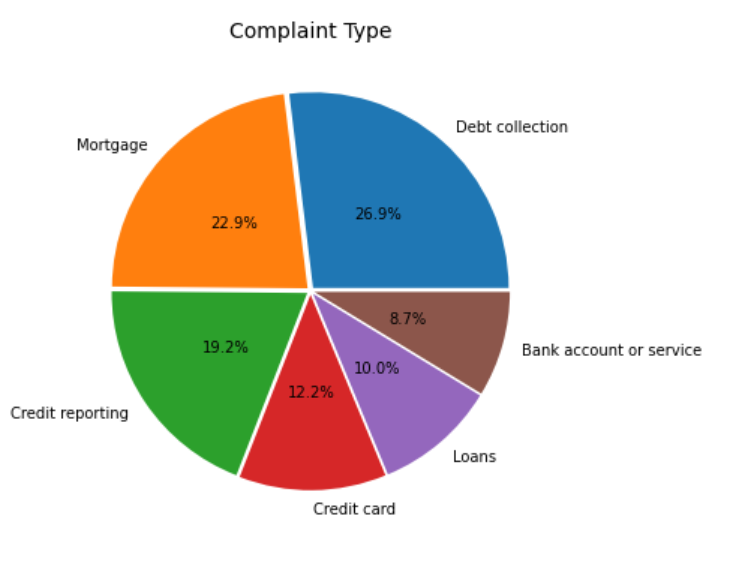 Complaint Type
Debt collection
26.9%
Mortgage
22.9%
Credit reporting
19.2%
Credit card
12.2%
Loans
10.0%
Bank account or service
8.7%